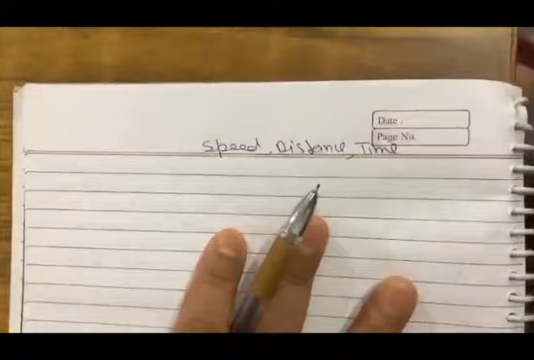 Date .
Page No.
Speed, Distance, Time